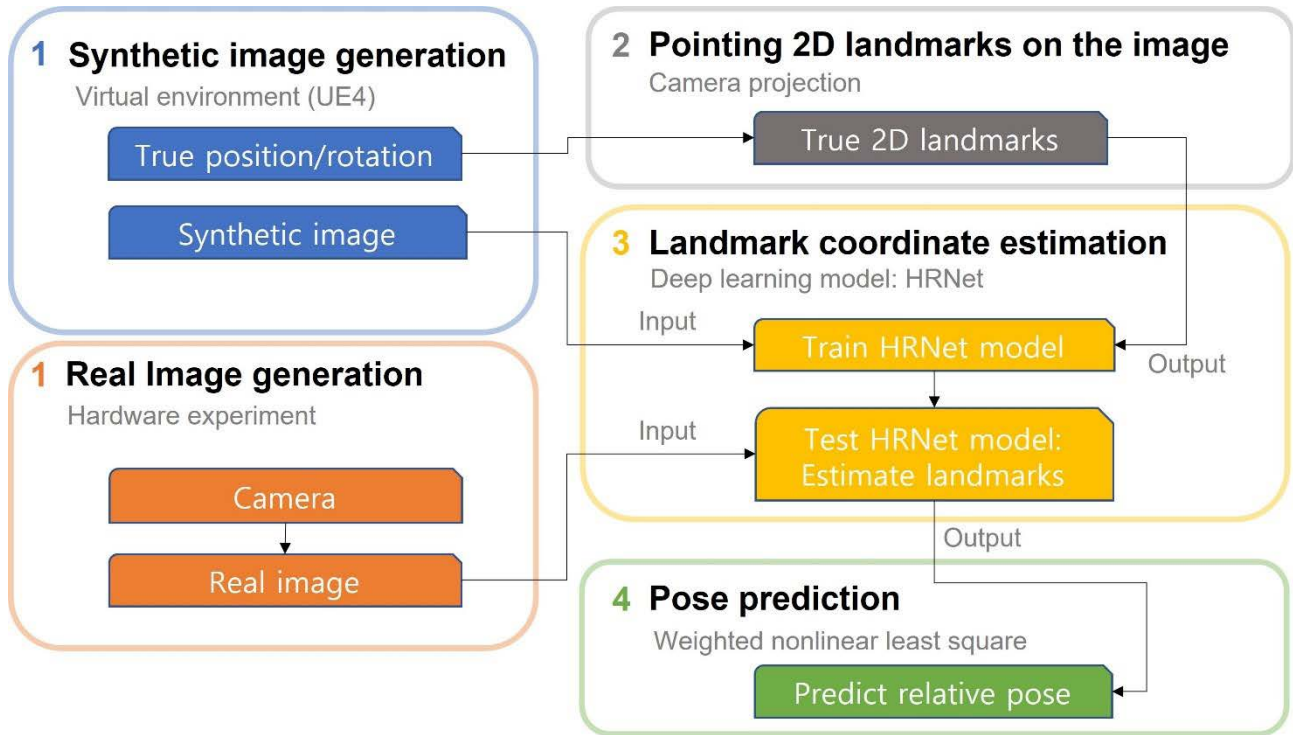 1 Synthetic image generation
Virtual environment (UE4)
True position/rotation
Synthetic image
2 Pointing 2D landmarks on the image
Camera projection
True 2D landmarks
3 Landmark coordinate estimation
Deep learning model: HRNet
Input
Train HRNet model
Output
Input
Test HRNet model:
Estimate landmarks
Output
1 Real Image generation
Hardware experiment
Camera
Real image
4 Pose prediction
Weighted nonlinear least square
Predict relative pose